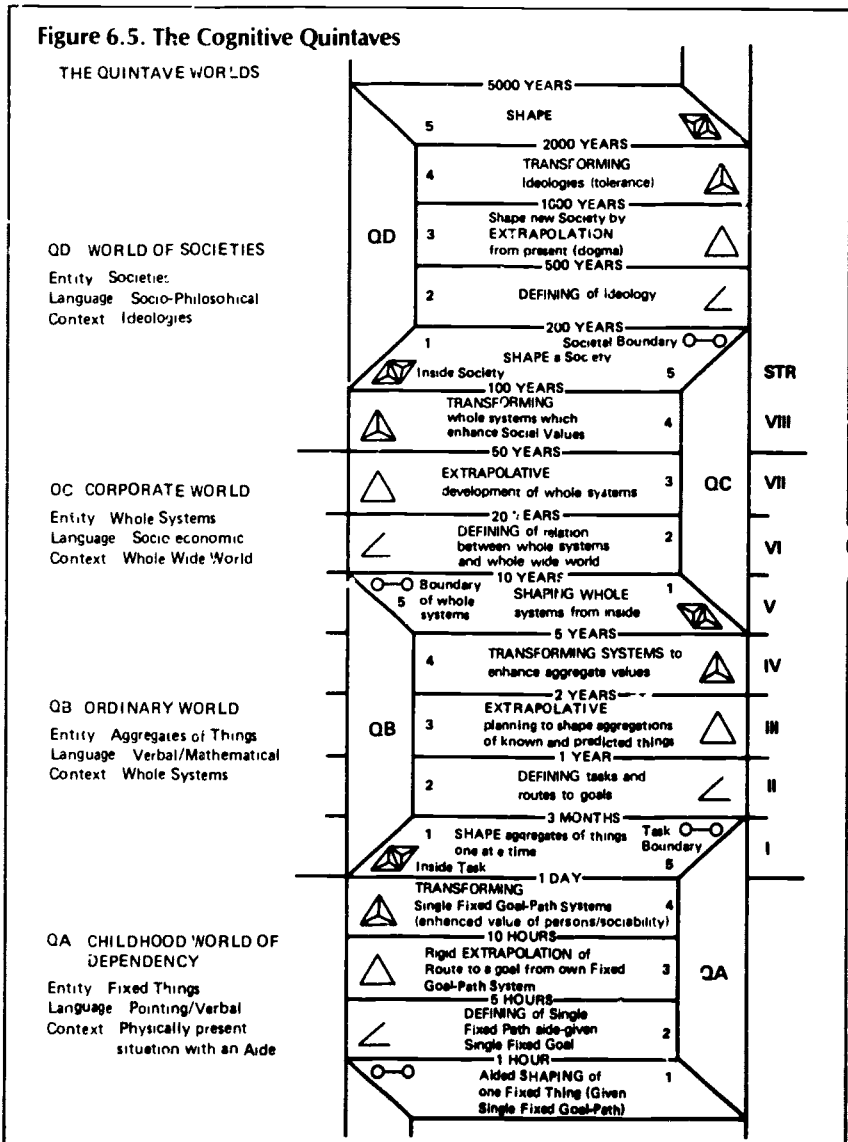 Figure 6.5. The Cognitive Quintaves
THE QUINTAVE WORLDS
5000 YEARS
5
SHAPE
2000 YEARS
4
TRANSFORMING
Ideologies (tolerance)
1000 YEARS
QD
3
Shape new Society by
EXTRAPOLATION
from present (dogma)
500 YEARS
QD WORLD OF SOCIETIES
Entity Societies
Language Socio-Philosohical
Context Ideologies
2
DEFINING of Ideology
200 YEARS
1
Societal Boundary
SHAPE a Society
Inside Society
5
STR
100 YEARS
TRANSFORMING
whole systems which
enhance Social Values
4
VIII
50 YEARS
EXTRAPOLATIVE
development of whole systems
3
QC
VII
QC CORPORATE WORLD
Entity Whole Systems
Language Socio economic
Context Whole Wide World
20 YEARS
DEFINING of relation
between whole systems
and whole wide world
2
VI
10 YEARS
Boundary
of whole
systems
5
SHAPING WHOLE
systems from inside
1
V
5 YEARS
4
TRANSFORMING SYSTEMS to
enhance aggregate values
IV
2 YEARS
QB ORDINARY WORLD
Entity Aggregates of Things
Language Verbal/Mathematical
Context Whole Systems
QB
3
EXTRAPOLATIVE
planning to shape aggregations
of known and predicted things
III
1 YEAR
2
DEFINING tasks and
routes to goals
II
3 MONTHS
1
SHAPE aggregates of things
one at a time
Task
Boundary
Inside Task
5
I
1 DAY
TRANSFORMING
Single Fixed Goal-Path Systems
(enhanced value of persons/sociability)
4
10 HOURS
QA CHILDHOOD WORLD OF
DEPENDENCY
Entity Fixed Things
Language Pointing/Verbal
Context Physically present
situation with an Aide
Rigid EXTRAPOLATION of
Route to a goal from own Fixed
Goal-Path System
3
QA
5 HOURS
DEFINING of Single
Fixed Path aide-given
Single Fixed Goal
2
1 HOUR
Aided SHAPING of
one Fixed Thing (Given
Single Fixed Goal-Path)
1